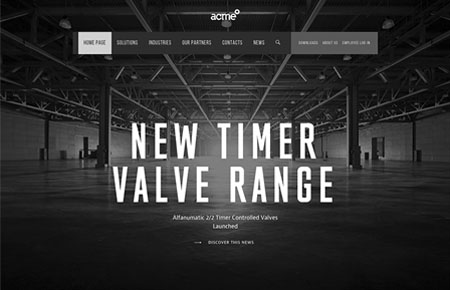 acme
HOME PAGE SOLUTIONS INDUSTRIES OUR PARTNERS CONTACTS NEWS DOWNLOADS ABOUT US EMPLOYEE LOG-IN
NEW TIMER
VALVE RANGE
Alfanumatic 2/2 Timer Controlled Valves
Launched
DISCOVER THIS NEWS